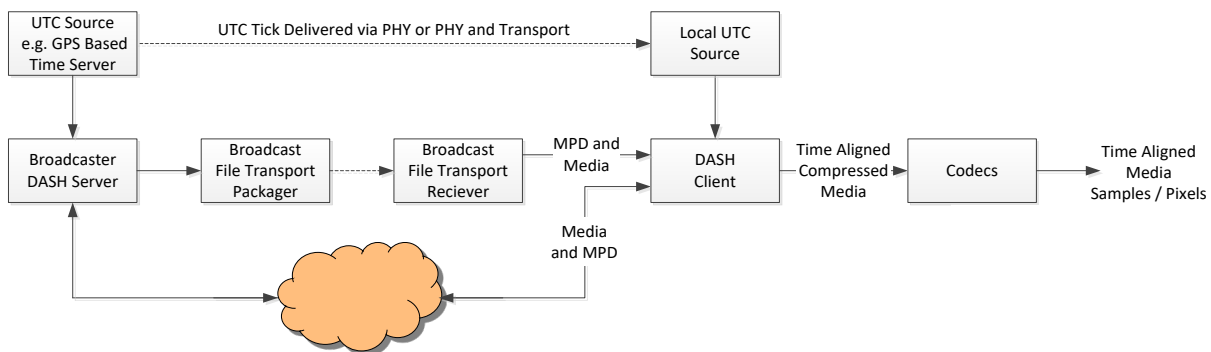 UTC Source
e.g. GPS Based
Time Server
UTC Tick Delivered via PHY or PHY and Transport
Local UTC
Source
Broadcaster
DASH Server
Broadcast
File Transport
Packager
Broadcast
File Transport
Reciever
MPD and
Media
DASH
Client
Time Aligned
Compressed
Media
Codecs
Time Aligned
Media
Samples / Pixels
Media
and MPD